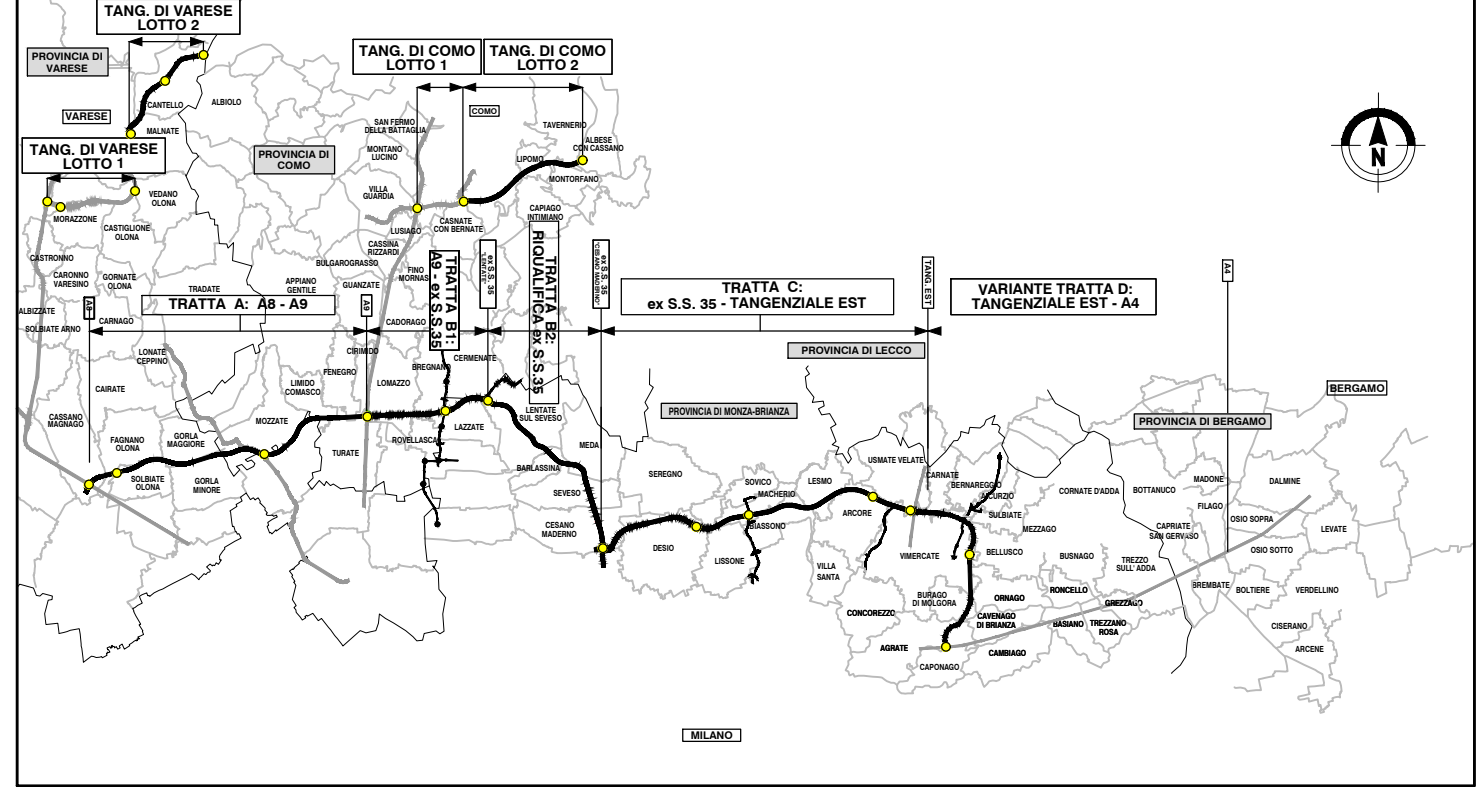 TANG. DI VARESE
LOTTO 2
PROVINCIA DI
VARESE
VARESE
CANTELLO
ALBIOLO
MALNATE
TANG. DI VARESE
LOTTO 1
PROVINCIA DI
COMO
TANG. DI COMO
LOTTO 1
TANG. DI COMO
LOTTO 2
COMO
SAN FERMO
DELLA BATTAGLIA
TAVERNERIO
ALBESE
CON CASSANO
MONTANO
LUCINO
LIPOMO
MONTORFANO
VILLA
GUARDIA
VEDANO
OLONA
MORAZZONE
CASTIGLIONE
OLONA
CAPIAGO
INTIMIANO
CASNATE
CON BERNATE
LUSIAGO
CASSINA
RIZZARDI
BULGAROGRASSO
FINO
MORNAS
CASTRONNO
CARONNO
VARESINO
GORNATE
OLONA
TRADATE
APPIANO
GENTILE
GUANZATE
N
A8
TRATTA A: A8 - A9
A9
TRATTA B1:
A9 - ex S.S.35
ex S.S. 35
"LENTATE"
TRATTA B2:
RIQUALIFICA ex S.S.35
ex S.S. 35
"CESANO MADERNO"
TRATTA C:
ex S.S. 35 - TANGENZIALE EST
TANG. EST
VARIANTE TRATTA D:
TANGENZIALE EST - A4
A4
ALBIZZATE
SOLBIATE ARNO
CARNAGO
CADORAGO
LONATE
CEPPINO
CIRIMIDO
CERMENATE
BREGNANO
PROVINCIA DI LECCO
FENEGRO
LIMIDO
COMASCO
LOMAZZO
CAIRATE
BERGAMO
CASSANO
MAGNAGO
MOZZATE
LENTATE
SUL SEVESO
PROVINCIA DI MONZA-BRIANZA
PROVINCIA DI BERGAMO
LAZZATE
FAGNANO
OLONA
GORLA
MAGGIORE
ROVELLASCA
TURATE
MEDA
SOLBIATE
OLONA
GORLA
MINORE
BARLASSINA
SEVESO
SEREGNO
SOVICO
MACHERIO
LESMO
USMATE VELATE
CARNATE
BERNAREGGIO
AICURZIO
CORNATE D'ADDA
BOTTANUCO
MADONE
DALMINE
FILAGO
OSIO SOPRA
CESANO
MADERNO
DESIO
BIASSONO
LISSONE
ARCORE
SULBIATE
MEZZAGO
CAPRIATE
SAN GERVASO
LEVATE
VIMERCATE
BELLUSCO
BUSNAGO
TREZZO
SULL' ADDA
OSIO SOTTO
VILLA
SANTA
BURAGO
DI MOLGORA
ORNAGO
RONCELLO
GREZZAGO
BREMBATE
BOLTIERE
VERDELLINO
CONCOREZZO
CAVENAGO
DI BRIANZA
BASIANO
TREZZANO
ROSA
CISERANO
AGRATE
CAMBIAGO
ARCENE
CAPONAGO
MILANO